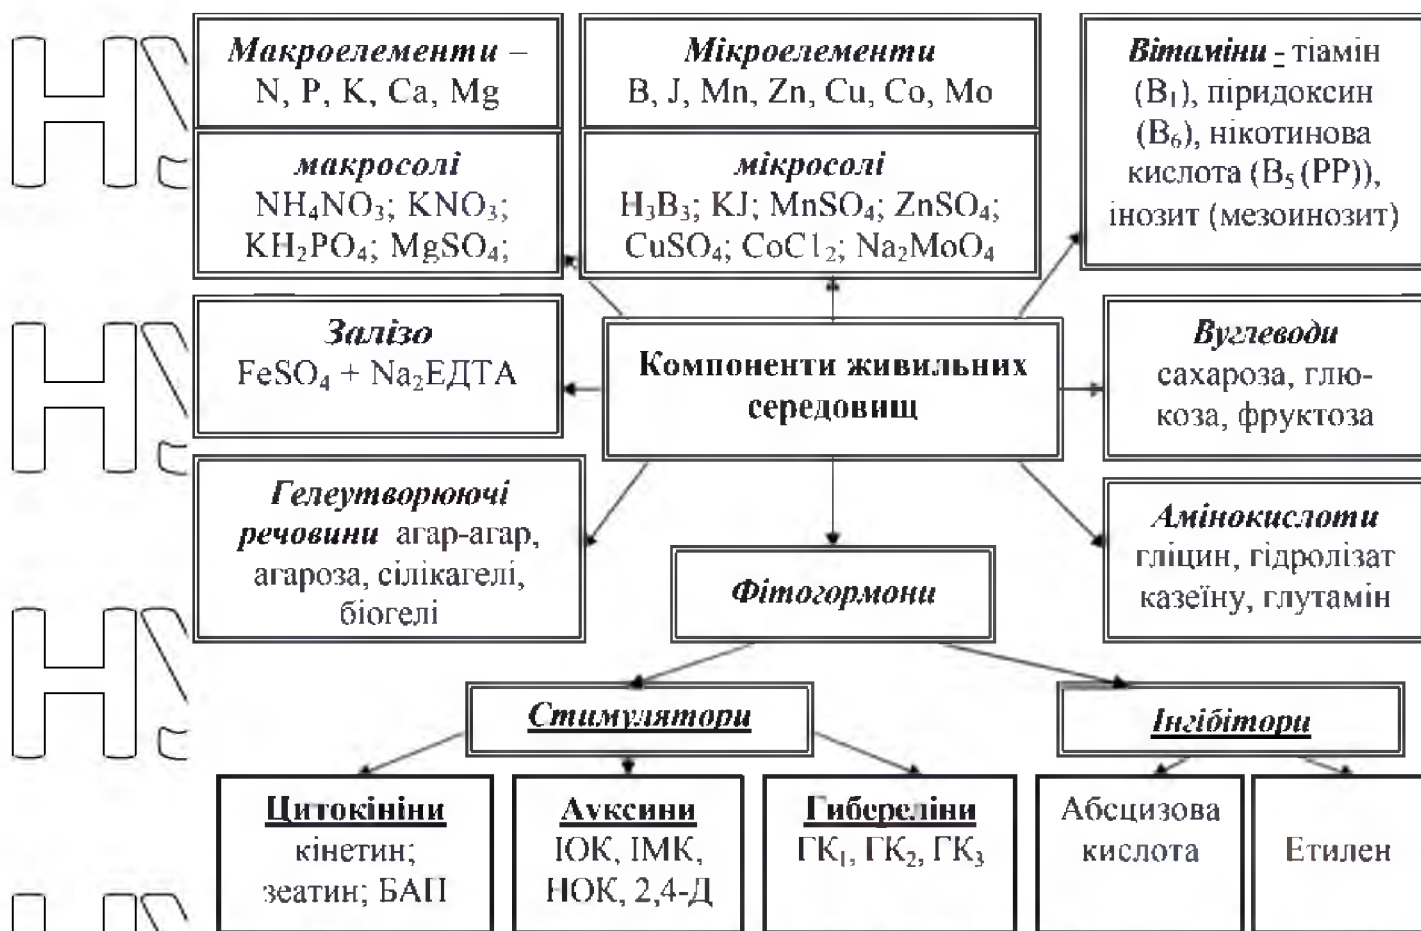 Макроелементи –
N, P, K, Ca, Mg
Мікроелементи
B, J, Mn, Zn, Cu, Co, Mo
Вітаміни - тіамін
(B₁), піридоксин
(B₆), нікотинова
кислота (B₅ (PP)),
інозит (мезоинозит)
макросолі
NH₄NO₃; KNO₃;
KH₂PO₄; MgSO₄;
мікросолі
H₃B₃; KJ; MnSO₄; ZnSO₄;
CuSO₄; CoCl₂; Na₂MoO₄
Залізо
FeSO₄ + Na₂ЕДТА
Компоненти живильних
середовищ
Вуглеводи
сахароза, глю-
коза, фруктоза
Гелеутворюючі
речовини агар-агар,
агароза, сілікагелі,
біогелі
Фітогормони
Амінокислоти
гліцин, гідролізат
казеїну, глутамін
Стимулятори
Інгібітори
Цитокініни
кінетин;
зеатин; БАП
Ауксини
ІОК, ІМК,
НОК, 2,4-Д
Гибереліни
ГК₁, ГК₂, ГК₃
Абсцизова
кислота
Етилен